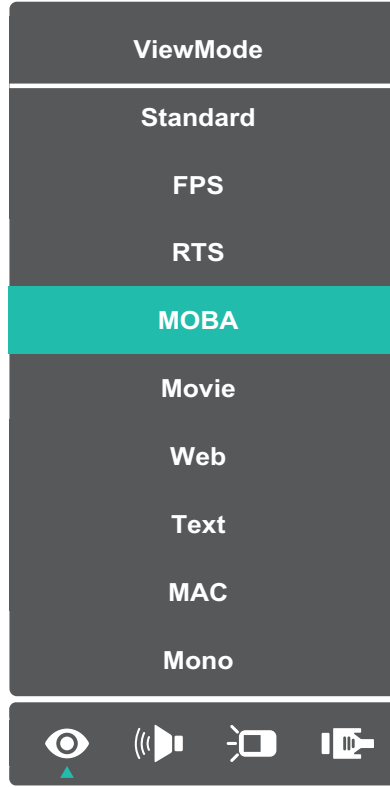 ViewMode
Standard
FPS
RTS
MOBA
Movie
Web
Text
MAC
Mono